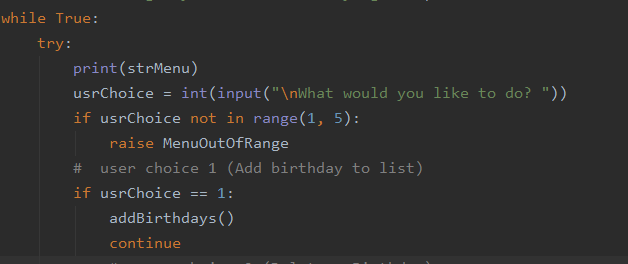 while True:
try:
print(strMenu)
usrChoice = int(input("\nWhat would you like to do? "))
if usrChoice not in range(1, 5):
raise MenuOutOfRange
#  user choice 1 (Add birthday to list)
if usrChoice == 1:
addBirthdays()
continue